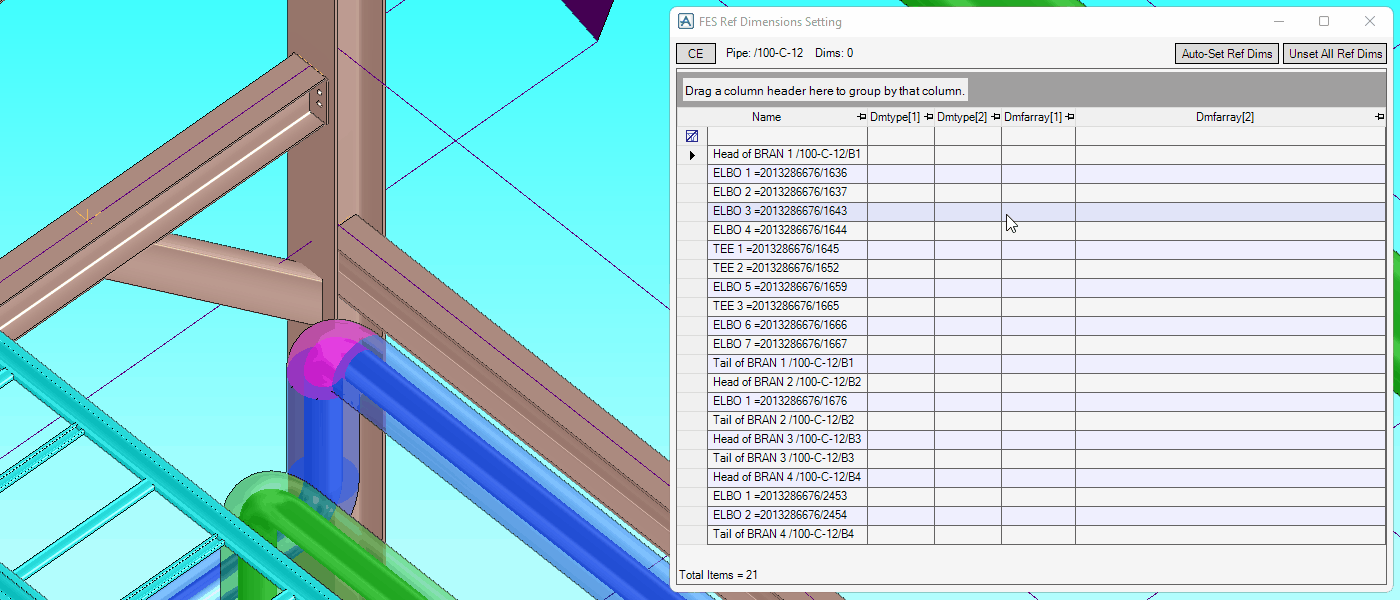 FES Ref Dimensions Setting
CE Pipe: /100-C-12 Dims: 0 Auto-Set Ref Dims Unset All Ref Dims
Drag a column header here to group by that column.
Name Dmtype[1] Dmtype[2] Dmfarray[1] Dmfarray[2]
Head of BRAN 1 /100-C-12/B1
ELBO 1 =2013286676/1636
ELBO 2 =2013286676/1637
ELBO 3 =2013286676/1643
ELBO 4 =2013286676/1644
TEE 1 =2013286676/1645
TEE 2 =2013286676/1652
ELBO 5 =2013286676/1659
TEE 3 =2013286676/1665
ELBO 6 =2013286676/1666
ELBO 7 =2013286676/1667
Tail of BRAN 1 /100-C-12/B1
Head of BRAN 2 /100-C-12/B2
ELBO 1 =2013286676/1676
Tail of BRAN 2 /100-C-12/B2
Head of BRAN 3 /100-C-12/B3
Tail of BRAN 3 /100-C-12/B3
Head of BRAN 4 /100-C-12/B4
ELBO 1 =2013286676/2453
ELBO 2 =2013286676/2454
Tail of BRAN 4 /100-C-12/B4
Total Items = 21